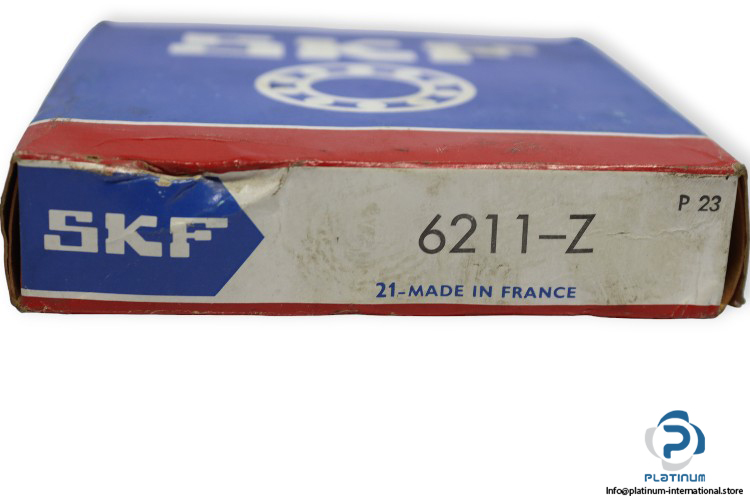 SKF
SKF
6211-Z
P 23
21-MADE IN FRANCE
PLATINUM
Info@platinum-international.store